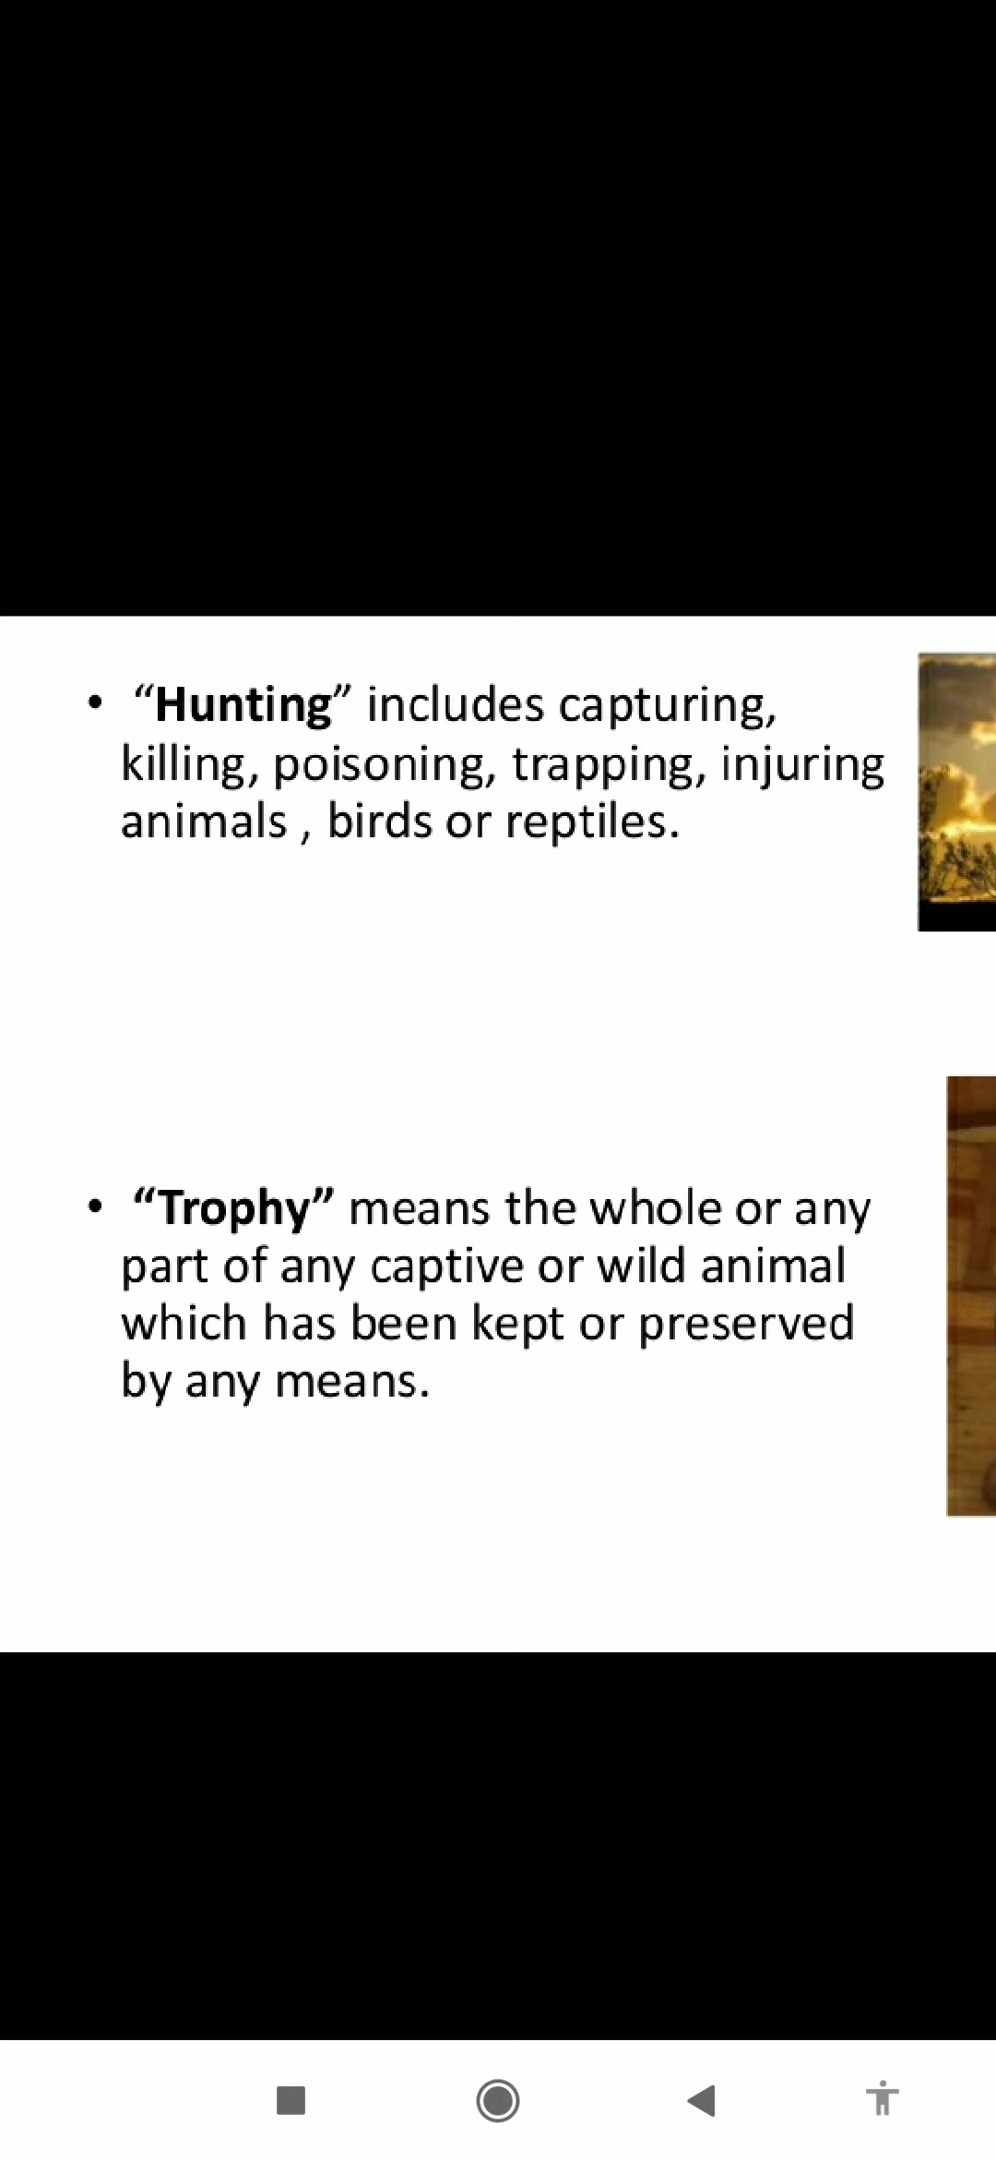 • “Hunting” includes capturing,
killing, poisoning, trapping, injuring
animals , birds or reptiles.
• “Trophy” means the whole or any
part of any captive or wild animal
which has been kept or preserved
by any means.